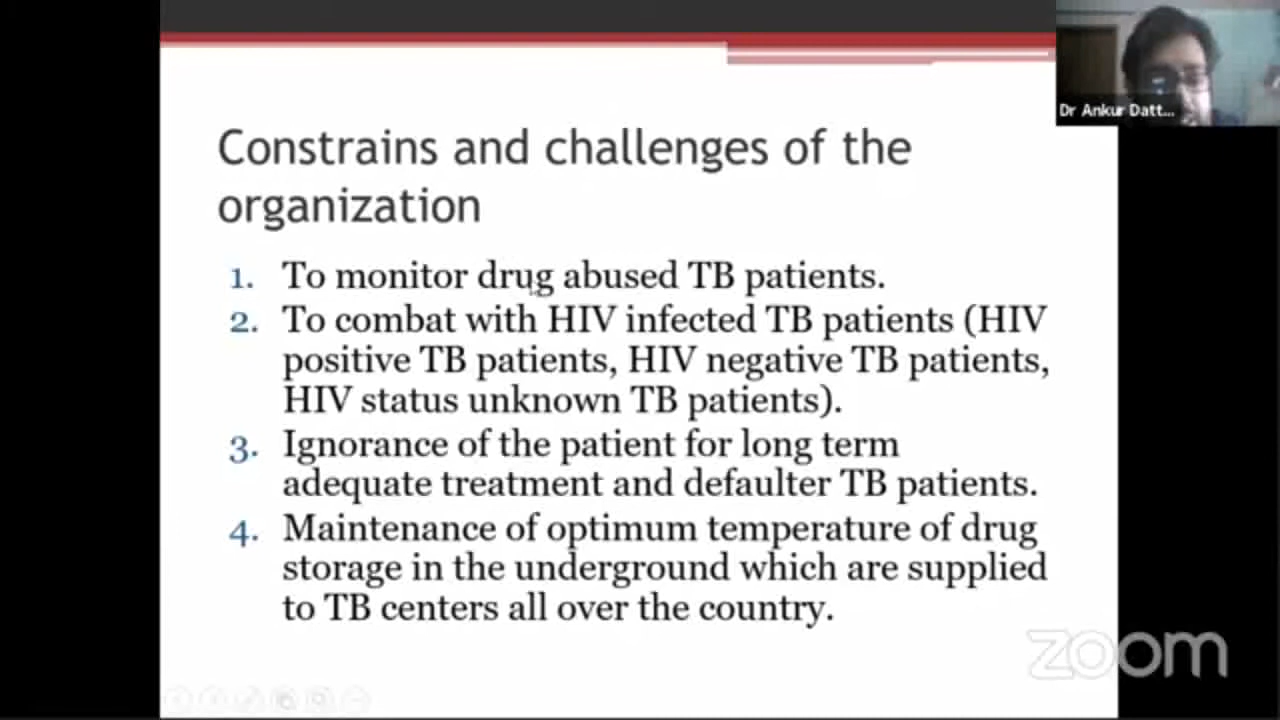 Dr Ankur Datt...
Constrains and challenges of the
organization
1. To monitor drug abused TB patients.
2. To combat with HIV infected TB patients (HIV
positive TB patients, HIV negative TB patients,
HIV status unknown TB patients).
3. Ignorance of the patient for long term
adequate treatment and defaulter TB patients.
4. Maintenance of optimum temperature of drug
storage in the underground which are supplied
to TB centers all over the country.
zoom